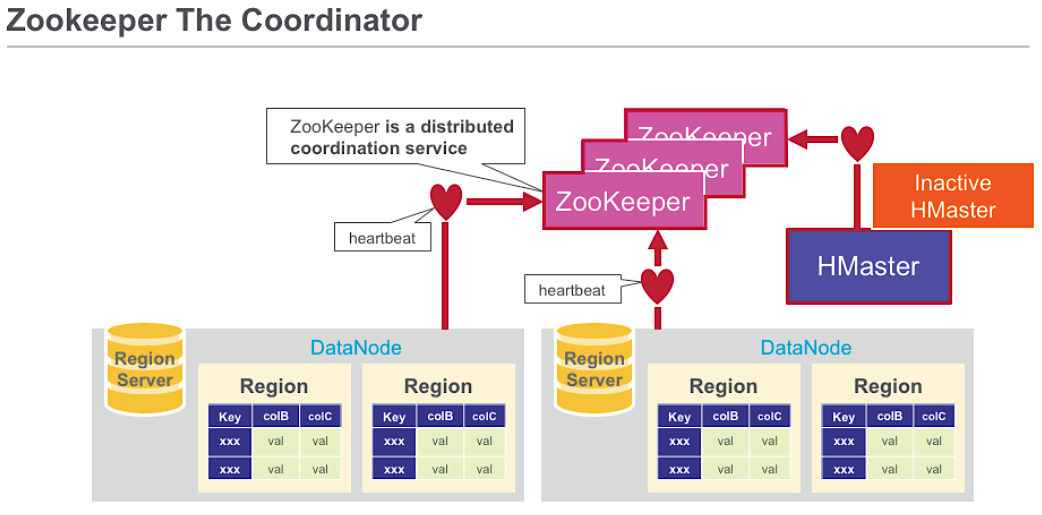 Zookeeper The Coordinator
ZooKeeper is a distributed
coordination service
ZooKeeper
ZooKeeper
ZooKeeper
Inactive
HMaster
HMaster
heartbeat
heartbeat
Region
Server
DataNode
Region
Key colB colC
xxx val val
xxx val val
Region
Key colB colC
xxx val val
xxx val val
Region
Server
DataNode
Region
Key colB colC
xxx val val
xxx val val
Region
Key colB colC
xxx val val
xxx val val